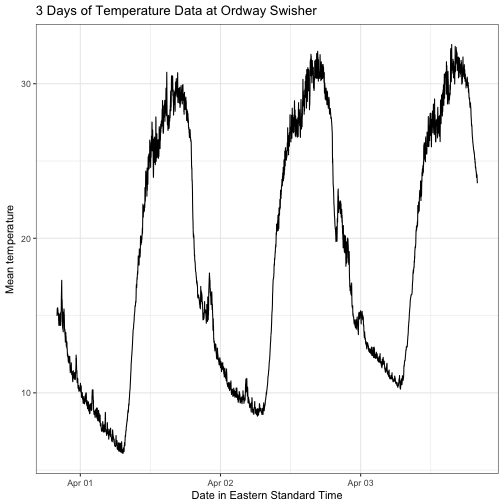 3 Days of Temperature Data at Ordway Swisher
Mean temperature
30
20
10
Apr 01
Apr 02
Apr 03
Date in Eastern Standard Time